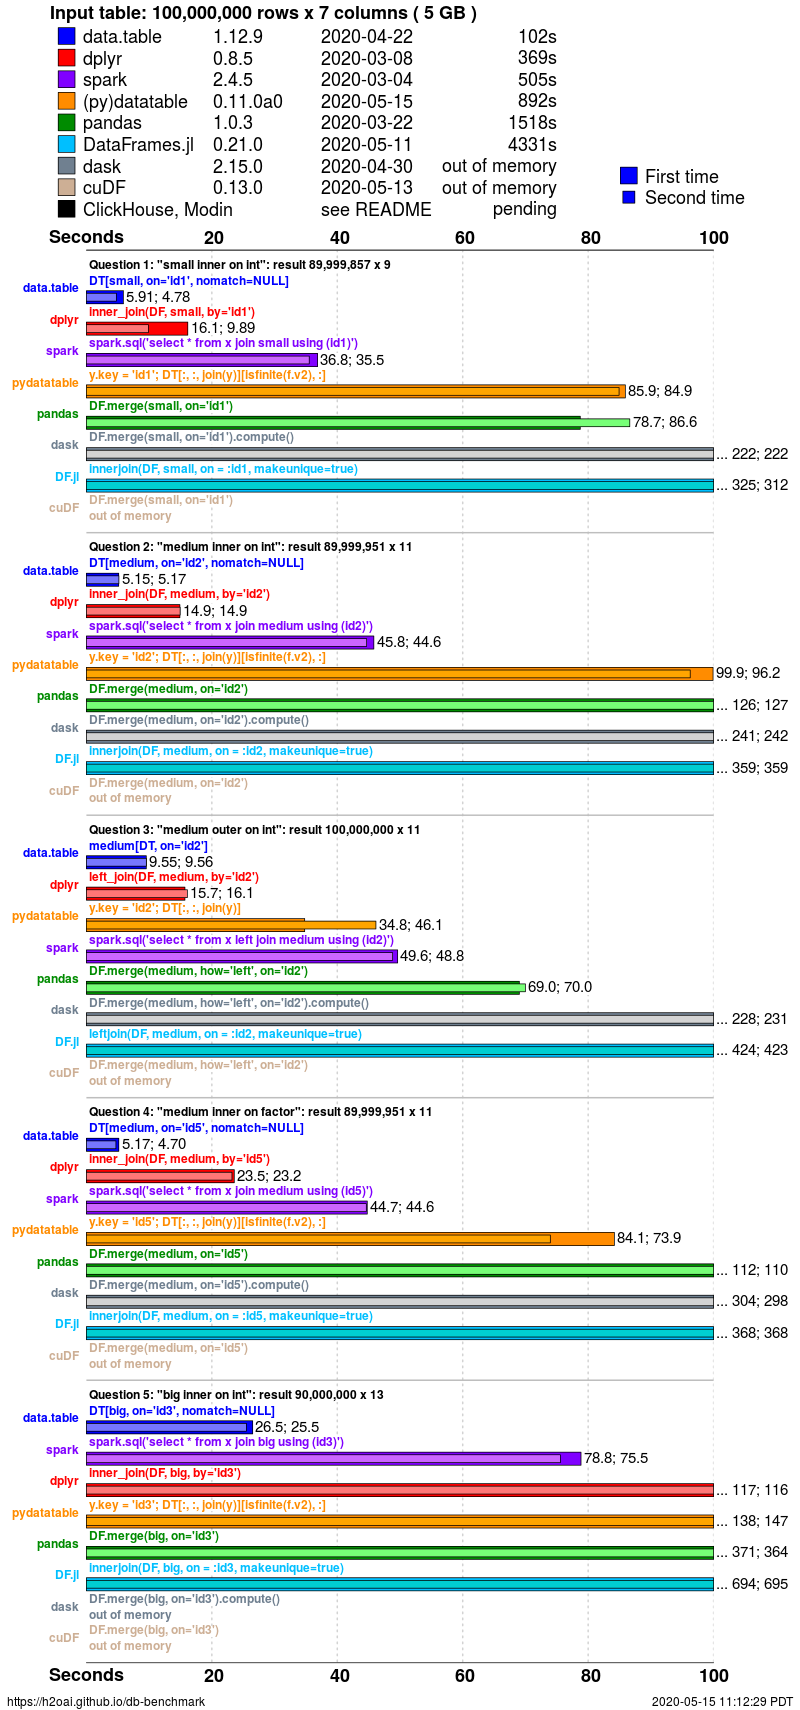 Input table: 100,000,000 rows x 7 columns ( 5 GB )
data.table 1.12.9 2020-04-22 102s
dplyr 0.8.5 2020-03-08 369s
spark 2.4.5 2020-03-04 505s
(py)datatable 0.11.0a0 2020-05-15 892s
pandas 1.0.3 2020-03-22 1518s
DataFrames.jl 0.21.0 2020-05-11 4331s
dask 2.15.0 2020-04-30 out of memory
cuDF 0.13.0 2020-05-13 out of memory
ClickHouse, Modin see README pending
First time
Second time
Seconds 20 40 60 80 100
Question 1: "small inner on int": result 89,999,857 x 9
DT[small, on='id1', nomatch=NULL]
data.table 5.91; 4.78
inner_join(DF, small, by='id1')
dplyr 16.1; 9.89
spark.sql('select * from x join small using (id1)')
spark 36.8; 35.5
y.key = 'id1'; DT[:, :, join(y)][isfinite(f.v2), :]
pydatatable 85.9; 84.9
DF.merge(small, on='id1')
pandas 78.7; 86.6
DF.merge(small, on='id1').compute()
dask ... 222; 222
innerjoin(DF, small, on = :id1, makeunique=true)
DF.jl ... 325; 312
DF.merge(small, on='id1')
cuDF out of memory
Question 2: "medium inner on int": result 89,999,951 x 11
DT[medium, on='id2', nomatch=NULL]
data.table 5.15; 5.17
inner_join(DF, medium, by='id2')
dplyr 14.9; 14.9
spark.sql('select * from x join medium using (id2)')
spark 45.8; 44.6
y.key = 'id2'; DT[:, :, join(y)][isfinite(f.v2), :]
pydatatable 99.9; 96.2
DF.merge(medium, on='id2')
pandas ... 126; 127
DF.merge(medium, on='id2').compute()
dask ... 241; 242
innerjoin(DF, medium, on = :id2, makeunique=true)
DF.jl ... 359; 359
DF.merge(medium, on='id2')
cuDF out of memory
Question 3: "medium outer on int": result 100,000,000 x 11
medium[DT, on='id2']
data.table 9.55; 9.56
left_join(DF, medium, by='id2')
dplyr 15.7; 16.1
y.key = 'id2'; DT[:, :, join(y)]
pydatatable 34.8; 46.1
spark.sql('select * from x left join medium using (id2)')
spark 49.6; 48.8
DF.merge(medium, how='left', on='id2')
pandas 69.0; 70.0
DF.merge(medium, how='left', on='id2').compute()
dask ... 228; 231
leftjoin(DF, medium, on = :id2, makeunique=true)
DF.jl ... 424; 423
DF.merge(medium, how='left', on='id2')
cuDF out of memory
Question 4: "medium inner on factor": result 89,999,951 x 11
DT[medium, on='id5', nomatch=NULL]
data.table 5.17; 4.70
inner_join(DF, medium, by='id5')
dplyr 23.5; 23.2
spark.sql('select * from x join medium using (id5)')
spark 44.7; 44.6
y.key = 'id5'; DT[:, :, join(y)][isfinite(f.v2), :]
pydatatable 84.1; 73.9
DF.merge(medium, on='id5')
pandas ... 112; 110
DF.merge(medium, on='id5').compute()
dask ... 304; 298
innerjoin(DF, medium, on = :id5, makeunique=true)
DF.jl ... 368; 368
DF.merge(medium, on='id5')
cuDF out of memory
Question 5: "big inner on int": result 90,000,000 x 13
DT[big, on='id3', nomatch=NULL]
data.table 26.5; 25.5
spark.sql('select * from x join big using (id3)')
spark 78.8; 75.5
inner_join(DF, big, by='id3')
dplyr ... 117; 116
y.key = 'id3'; DT[:, :, join(y)][isfinite(f.v2), :]
pydatatable ... 138; 147
DF.merge(big, on='id3')
pandas ... 371; 364
innerjoin(DF, big, on = :id3, makeunique=true)
DF.jl ... 694; 695
DF.merge(big, on='id3').compute()
dask out of memory
DF.merge(big, on='id3')
cuDF out of memory
Seconds 20 40 60 80 100
https://h2oai.github.io/db-benchmark 2020-05-15 11:12:29 PDT